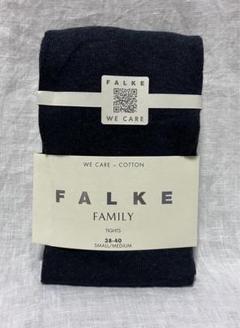 FALKE
WE CARE
WE CARE – COTTON
FALKE
FAMILY
TIGHTS
38-40
SMALL/MEDIUM